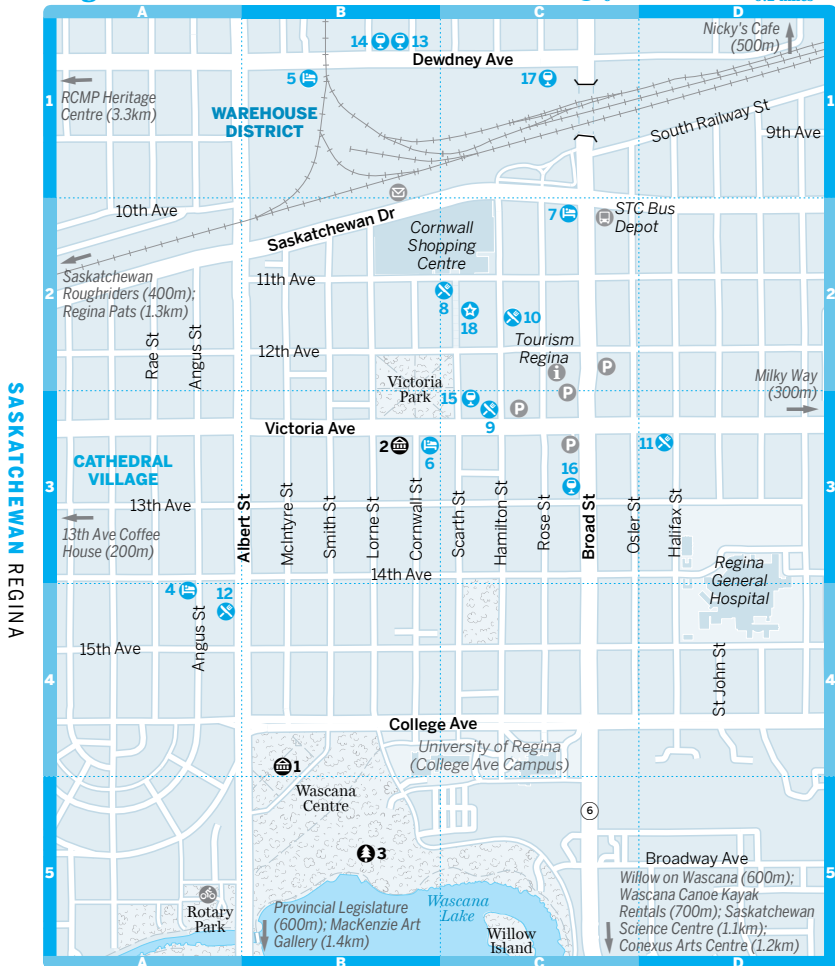 A
B
C
D
14
13
Nicky's Cafe
(500m)
Dewdney Ave
5
17
RCMP Heritage
Centre (3.3km)
1
1
WAREHOUSE
DISTRICT
South Railway St
9th Ave
10th Ave
Saskatchewan Dr
7
STC Bus
Depot
Cornwall
Shopping
Centre
Saskatchewan
Roughriders (400m);
Regina Pats (1.3km)
11th Ave
2
2
8
18
10
Rae St
Angus St
12th Ave
Tourism
Regina
i
P
P
P
Victoria
Park
15
9
Milky Way
(300m)
SASKATCHEWAN REGINA
Victoria Ave
2
6
P
16
11
CATHEDRAL
VILLAGE
3
3
13th Ave
13th Ave Coffee
House (200m)
Albert St
McIntyre St
Smith St
Lorne St
Cornwall St
Scarth St
Hamilton St
Rose St
Broad St
Osler St
Halifax St
14th Ave
Regina
General
Hospital
4
12
Angus St
15th Ave
St John St
4
4
College Ave
University of Regina
(College Ave Campus)
1
Wascana
Centre
6
3
5
5
Broadway Ave
Willow on Wascana (600m);
Wascana Canoe Kayak
Rentals (700m); Saskatchewan
Science Centre (1.1km);
Conexus Arts Centre (1.2km)
Rotary
Park
Provincial Legislature
(600m); MacKenzie Art
Gallery (1.4km)
Wascana
Lake
Willow
Island
A
B
C
D